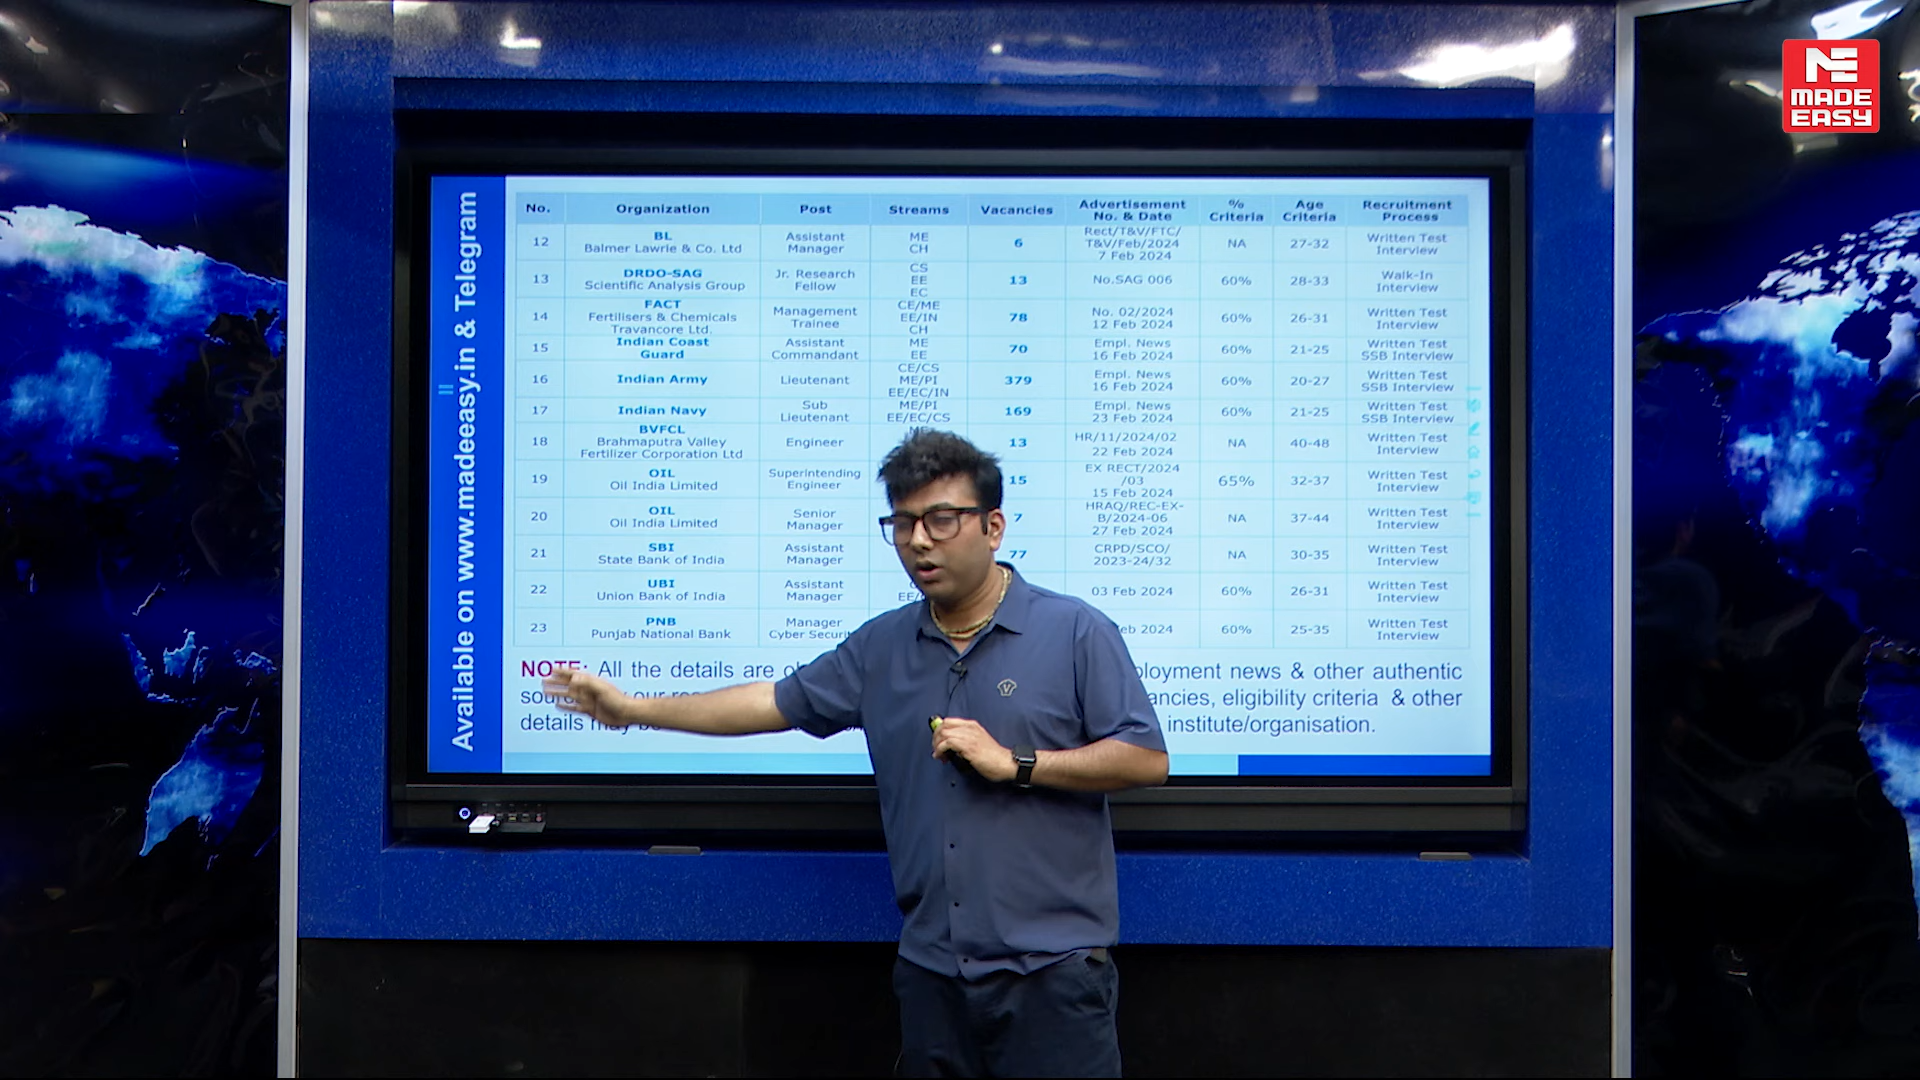 MADE
EASY
Available on www.madeeasy.in & Telegram
No. Organization Post Streams Vacancies Advertisement No. & Date % Criteria Age Criteria Recruitment Process
12 BL Balmer Lawrie & Co. Ltd Assistant Manager ME CH 6 Rect/T&V/FTC/ T&V/Feb/2024 7 Feb 2024 NA 27-32 Written Test Interview
13 DRDO-SAG Scientific Analysis Group Jr. Research Fellow CS EE EC 13 No.SAG 006 60% 28-33 Walk-In Interview
14 FACT Fertilisers & Chemicals Travancore Ltd. Management Trainee CE/ME EE/IN CH 78 No. 02/2024 12 Feb 2024 60% 26-31 Written Test Interview
15 Indian Coast Guard Assistant Commandant ME EE 70 Empl. News 16 Feb 2024 60% 21-25 Written Test SSB Interview
16 Indian Army Lieutenant CE/CS ME/PI EE/EC/IN 379 Empl. News 16 Feb 2024 60% 20-27 Written Test SSB Interview
17 Indian Navy Sub Lieutenant ME/PI EE/EC/CS 169 Empl. News 23 Feb 2024 60% 21-25 Written Test SSB Interview
18 BVFCL Brahmaputra Valley Fertilizer Corporation Ltd Engineer 13 HR/11/2024/02 22 Feb 2024 NA 40-48 Written Test Interview
19 OIL Oil India Limited Superintending Engineer 15 EX RECT/2024 /03 15 Feb 2024 65% 32-37 Written Test Interview
20 OIL Oil India Limited Senior Manager 7 HRAQ/REC-EX- B/2024-06 27 Feb 2024 NA 37-44 Written Test Interview
21 SBI State Bank of India Assistant Manager 77 CRPD/SCO/ 2023-24/32 NA 30-35 Written Test Interview
22 UBI Union Bank of India Assistant Manager 03 Feb 2024 60% 26-31 Written Test Interview
23 PNB Punjab National Bank Manager Cyber Securit eb 2024 60% 25-35 Written Test Interview
NOTE: All the details are employment news & other authentic
our eligibility criteria & other
details may institute/organisation.
V